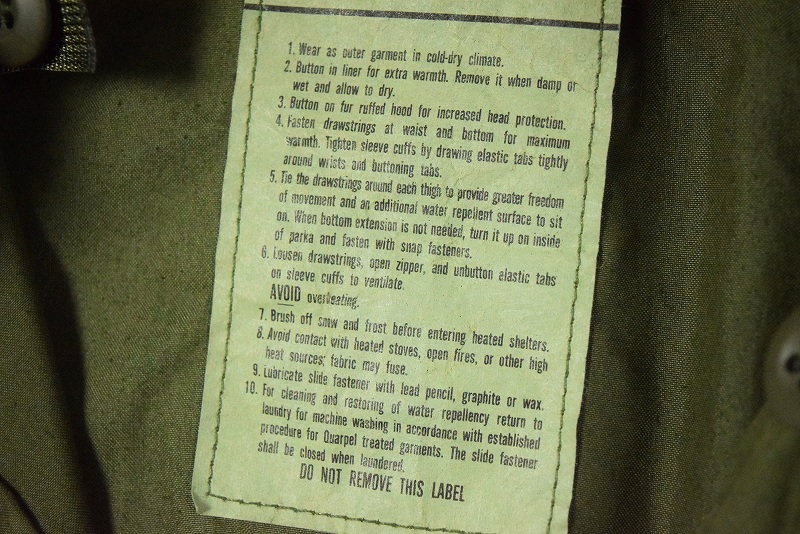 1. Wear as outer garment in cold-dry climate.
2. Button in liner for extra warmth. Remove it when damp or
wet and allow to dry.
3. Button on fur ruffed hood for increased head protection.
4. Fasten drawstrings at waist and bottom for maximum
warmth. Tighten sleeve cuffs by drawing elastic tabs tightly
around wrists and buttoning tabs.
5. Tie the drawstrings around each thigh to provide greater freedom
of movement and an additional water repellent surface to sit
on. When bottom extension is not needed, turn it up on inside
of parka and fasten with snap fasteners.
6. Loosen drawstrings, open zipper, and unbutton elastic tabs
on sleeve cuffs to ventilate.
AVOID overheating.
7. Brush off snow and frost before entering heated shelters.
8. Avoid contact with heated stoves, open fires, or other high
heat sources; fabric may fuse.
9. Lubricate slide fastener with lead pencil, graphite or wax.
10. For cleaning and restoring of water repellency return to
laundry for machine washing in accordance with established
procedure for Quarpel treated garments. The slide fastener
shall be closed when laundered.
DO NOT REMOVE THIS LABEL